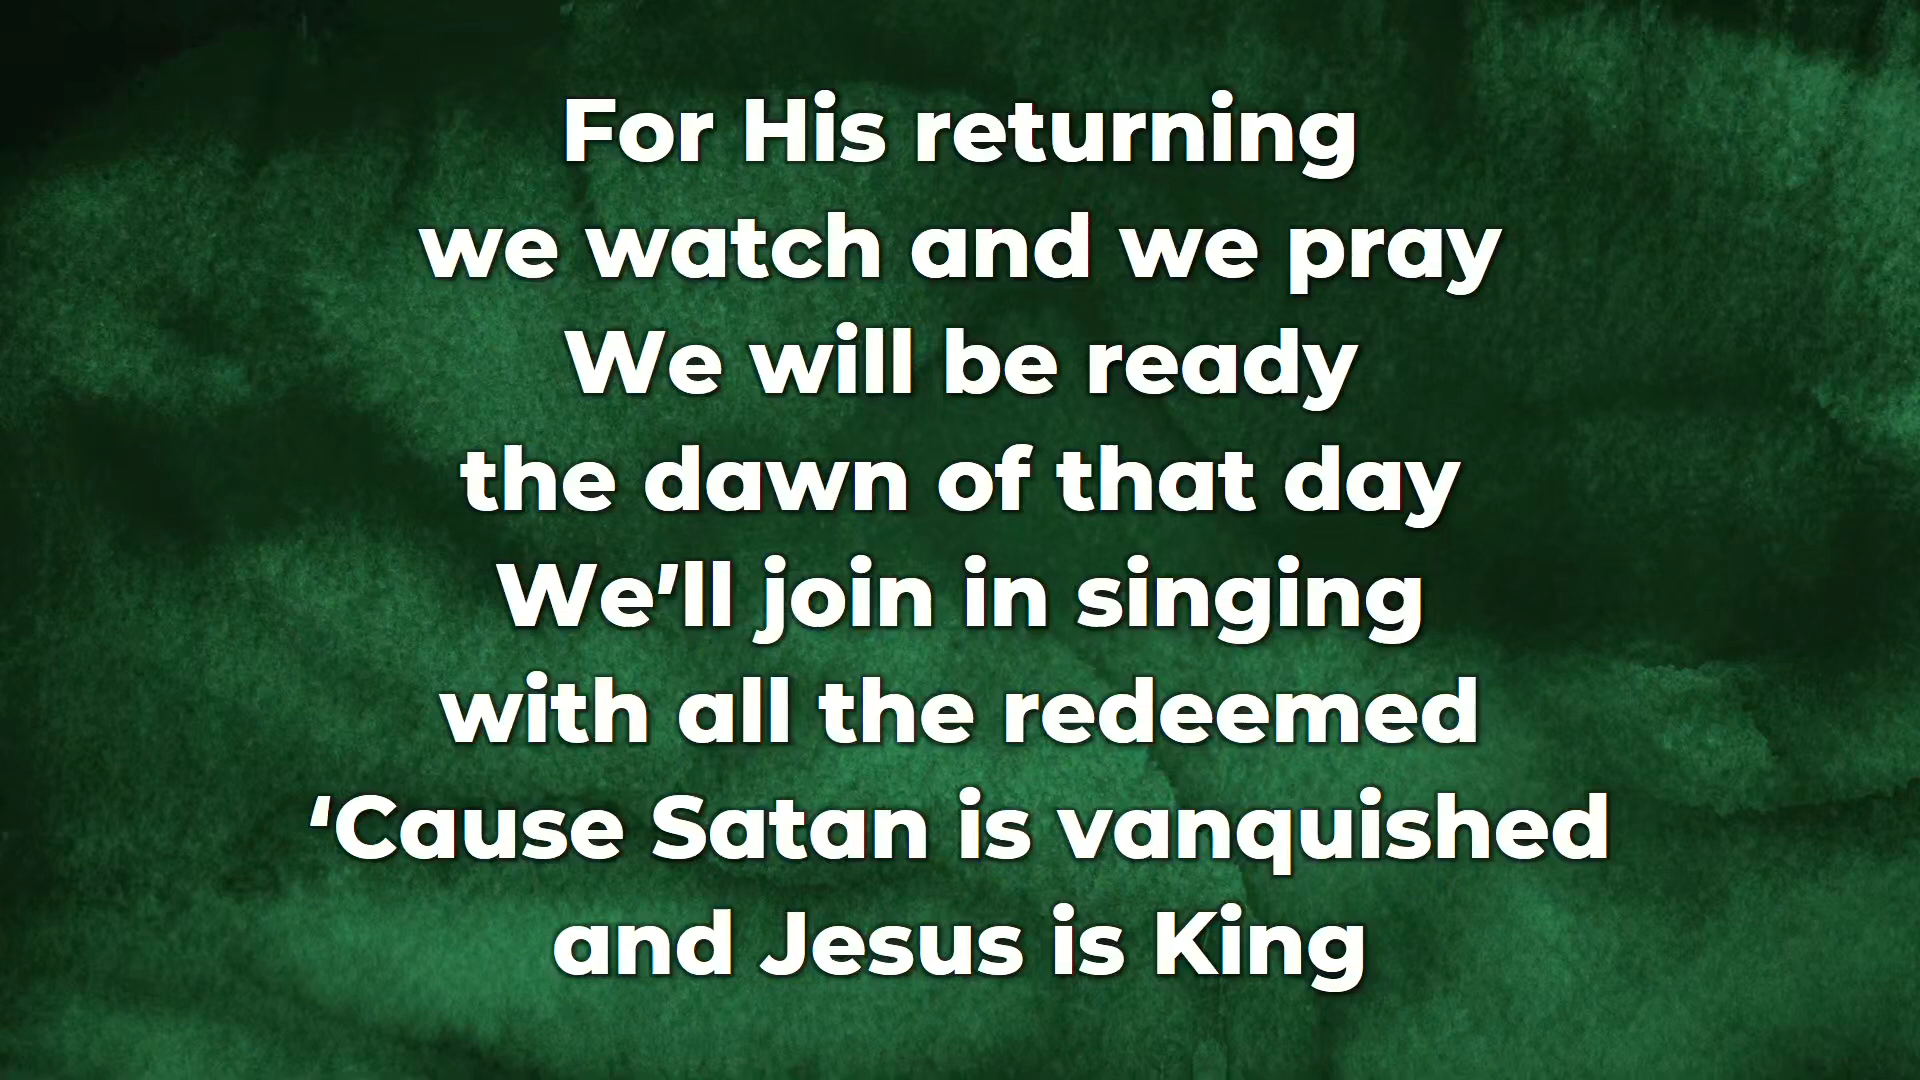 For His returning
we watch and we pray
We will be ready
the dawn of that day
We’ll join in singing
with all the redeemed
‘Cause Satan is vanquished
and Jesus is King